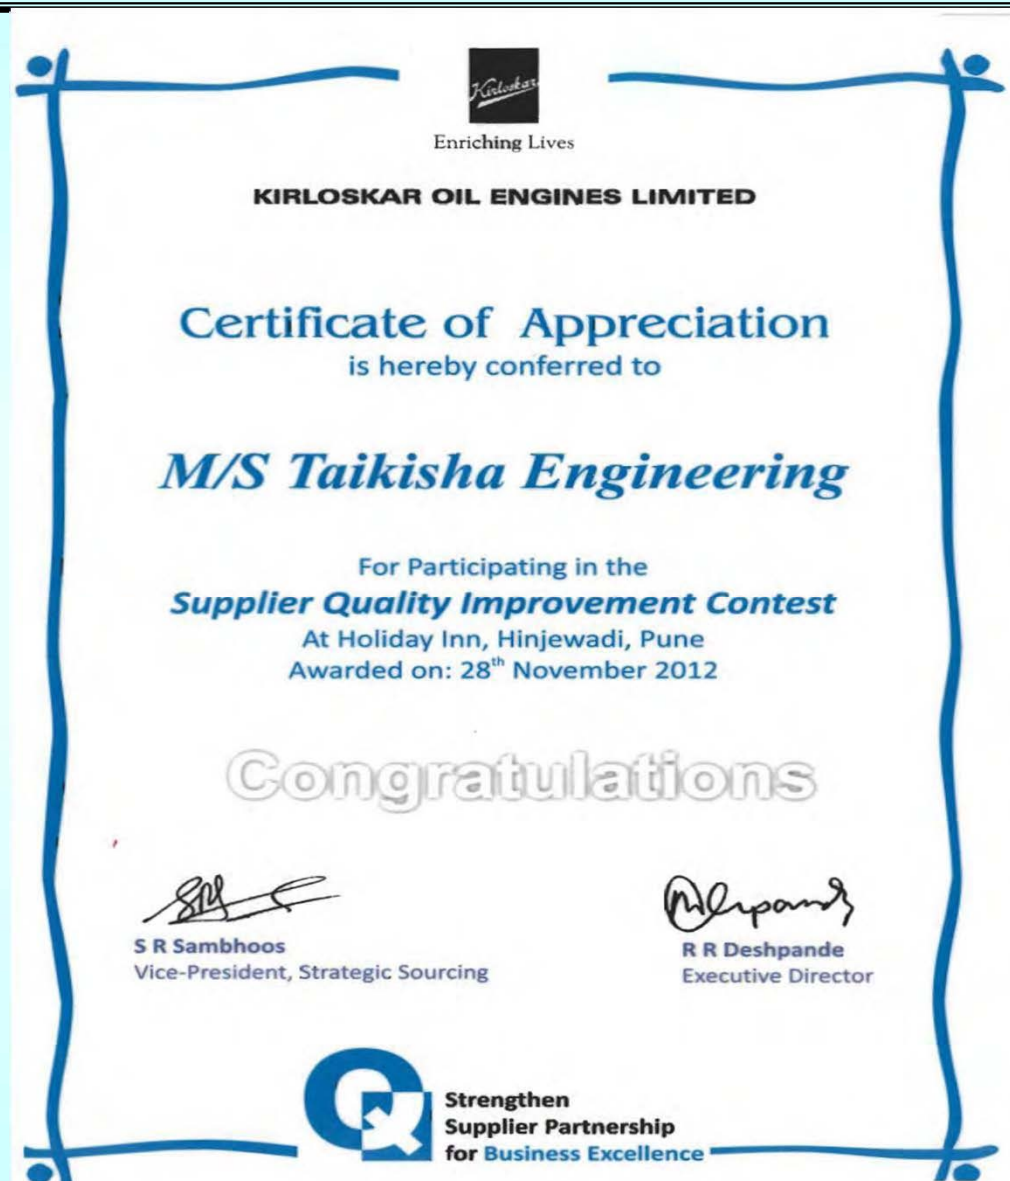 Kirloskar
Enriching Lives
KIRLOSKAR OIL ENGINES LIMITED
Certificate of Appreciation
is hereby conferred to
M/S Taikisha Engineering
For Participating in the
Supplier Quality Improvement Contest
At Holiday Inn, Hinjewadi, Pune
Awarded on: 28th November 2012
Congratulations
S R Sambhoos
Vice-President, Strategic Sourcing
R R Deshpande
Executive Director
Q
Strengthen
Supplier Partnership
for Business Excellence